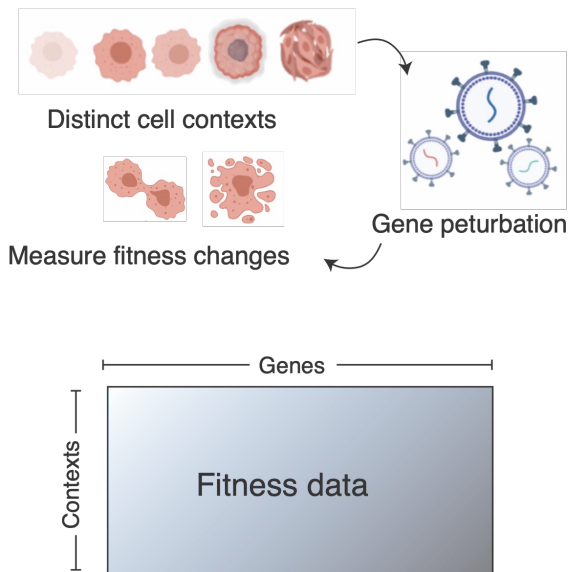 Distinct cell contexts
Gene peturbation
Measure fitness changes
Genes
Contexts
Fitness data